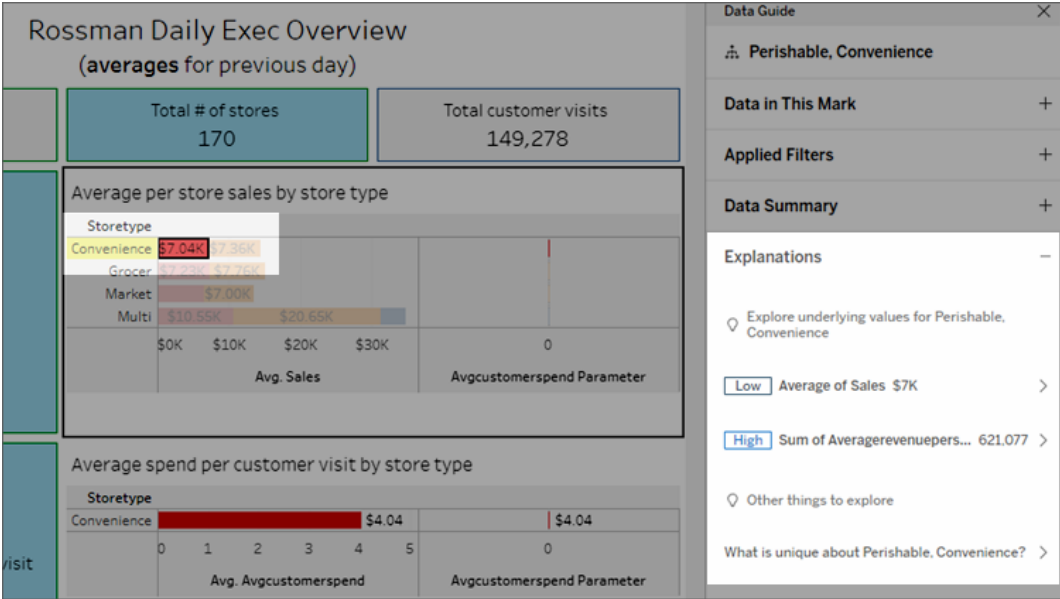 Rossman Daily Exec Overview
(averages for previous day)
Total # of stores
170
Total customer visits
149,278
Average per store sales by store type
Storetype
Convenience $7.04K $7.36K
Grocer $7.23K $7.76K
Market $7.00K
Multi $10.55K $20.65K
$0K $10K $20K $30K 0
Avg. Sales Avgcustomerspend Parameter
Average spend per customer visit by store type
Storetype
Convenience $4.04 $4.04
0 1 2 3 4 5 0
Avg. Avgcustomerspend Avgcustomerspend Parameter
visit
Data Guide
Perishable, Convenience
Data in This Mark
Applied Filters
Data Summary
Explanations
Explore underlying values for Perishable,
Convenience
Low Average of Sales $7K
High Sum of Averagerevenuepers... 621,077
Other things to explore
What is unique about Perishable, Convenience?